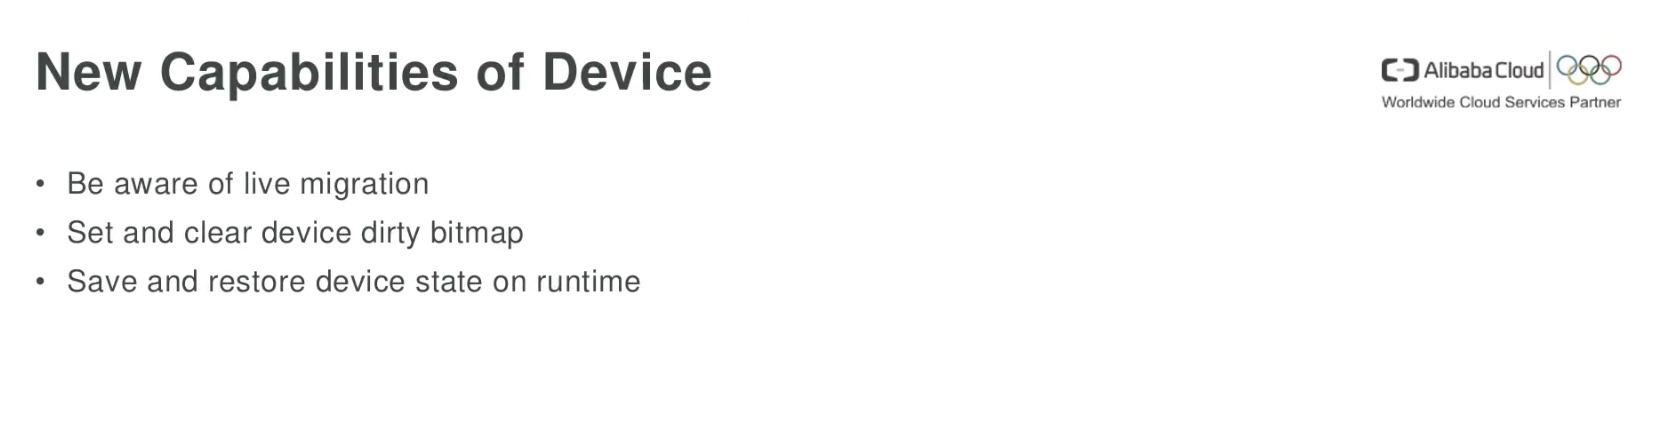 New Capabilities of Device
Alibaba Cloud
Worldwide Cloud Services Partner
• Be aware of live migration
• Set and clear device dirty bitmap
• Save and restore device state on runtime